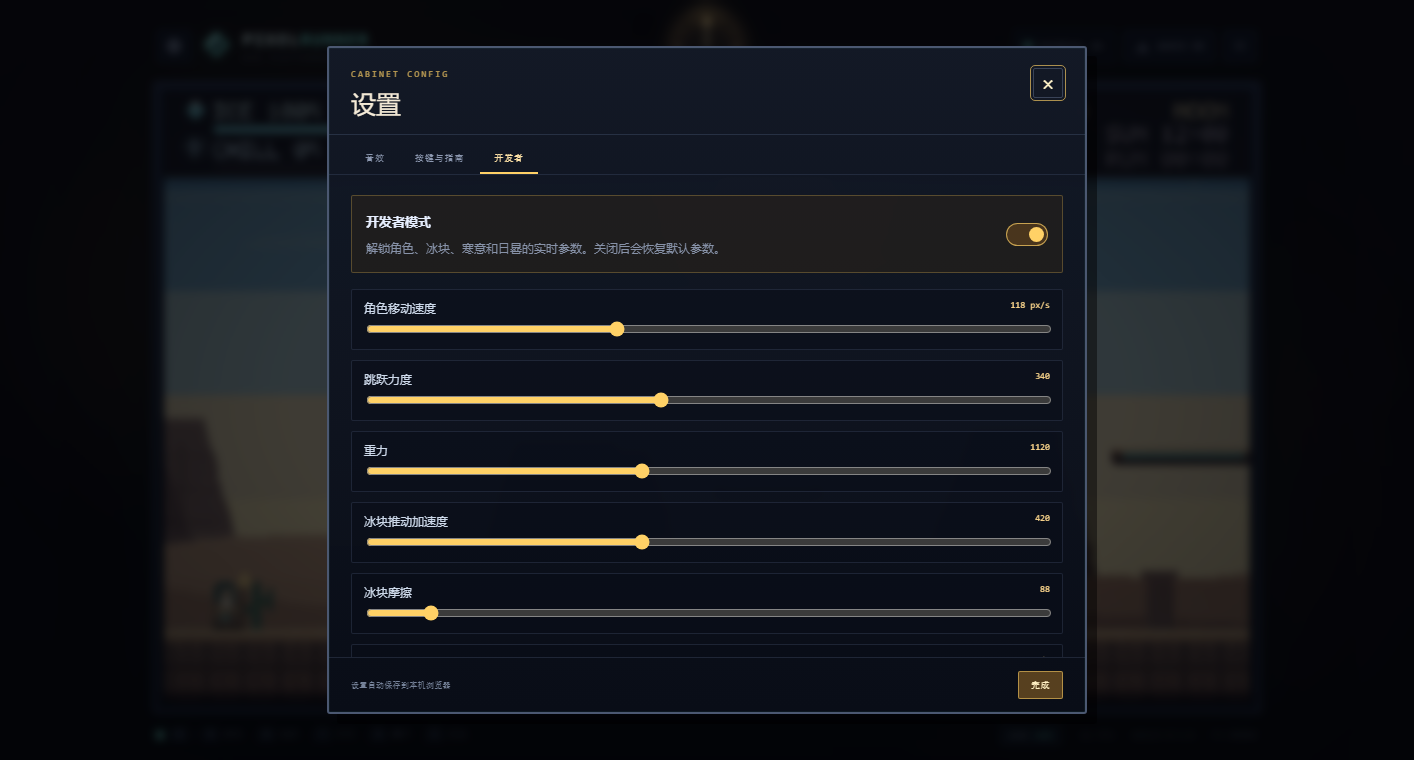 CABINET CONFIG
设置
×
音效 按键与指南 开发者
开发者模式
解锁角色、冰块、寒意和日晷的实时参数。关闭后会恢复默认参数。
角色移动速度 118 px/s
跳跃力度 340
重力 1120
冰块推动加速度 420
冰块摩擦 88
设置自动保存到本机浏览器 完成